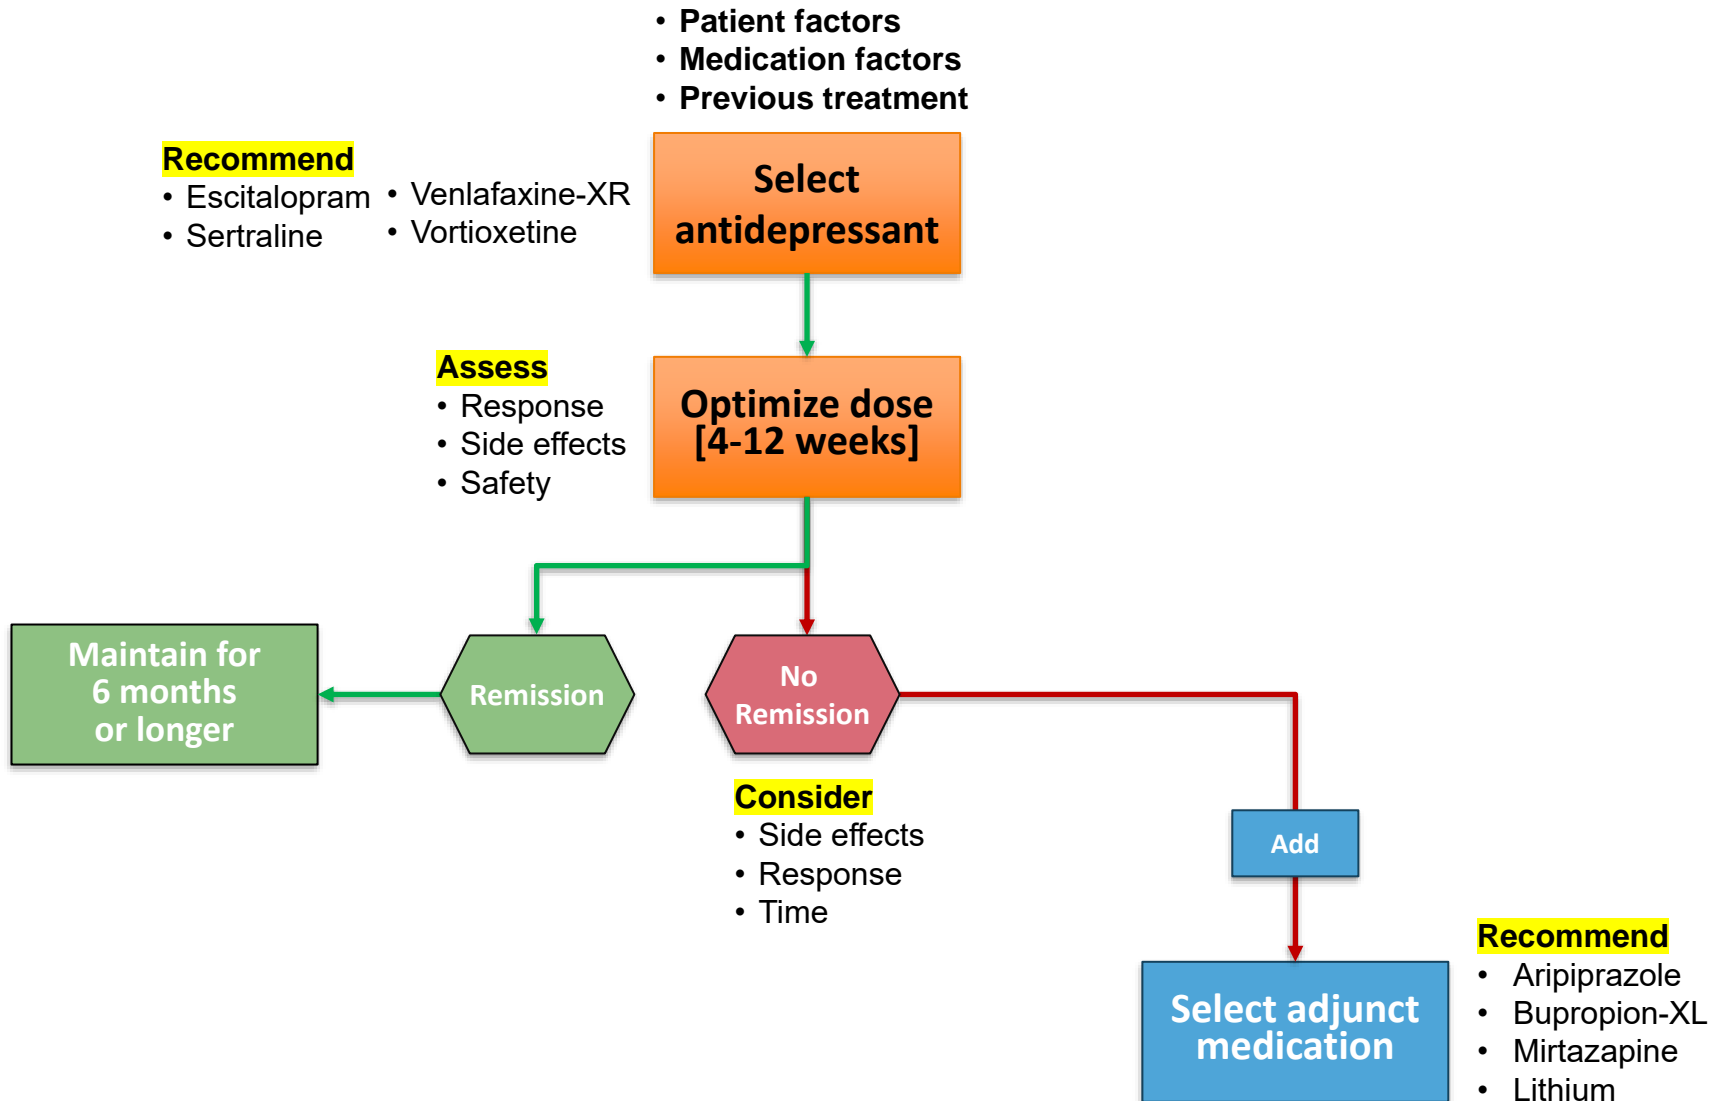 • Patient factors
• Medication factors
• Previous treatment
Recommend
• Escitalopram
• Sertraline
• Venlafaxine-XR
• Vortioxetine
Select
antidepressant
Assess
• Response
• Side effects
• Safety
Optimize dose
[4-12 weeks]
Maintain for
6 months
or longer
Remission
No
Remission
Consider
• Side effects
• Response
• Time
Add
Select adjunct
medication
Recommend
• Aripiprazole
• Bupropion-XL
• Mirtazapine
• Lithium